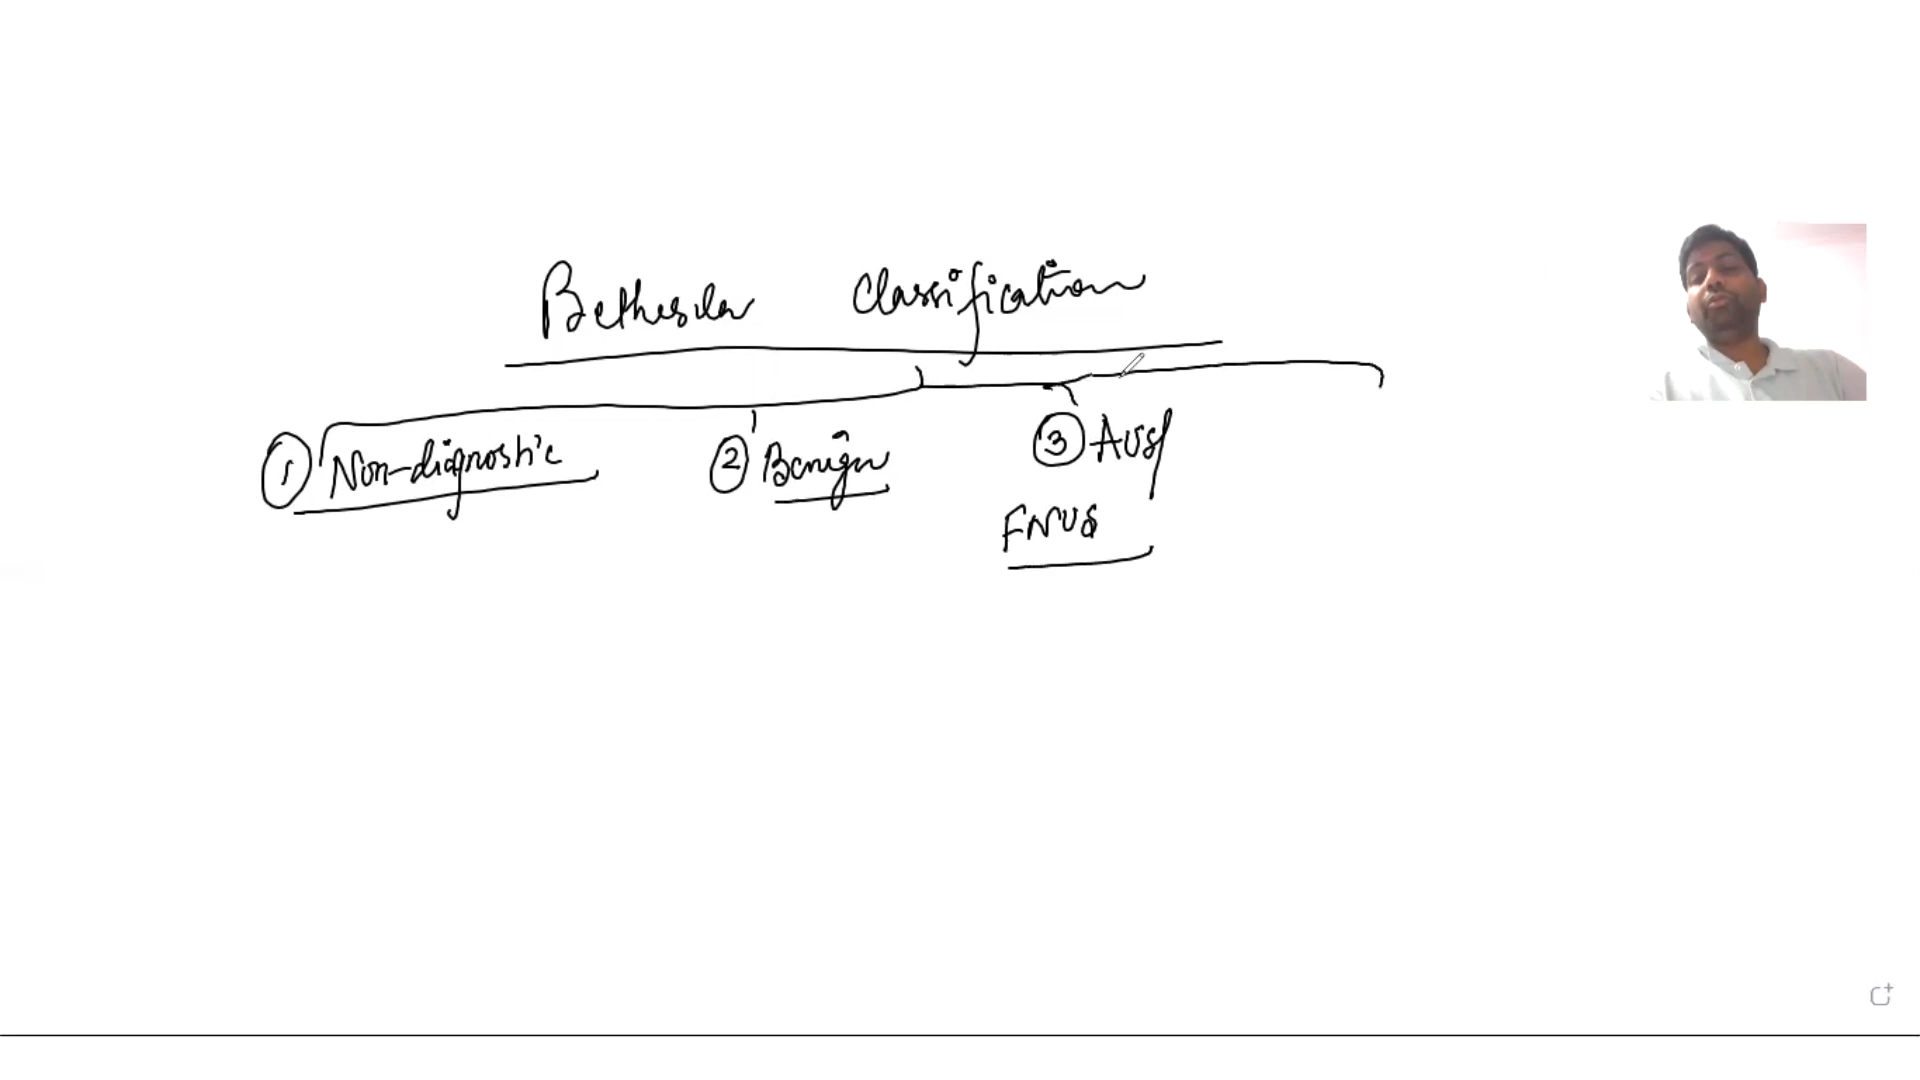 Bethesda Classification
① Non-diagnostic ② Benign ③ AUS/
FNUS